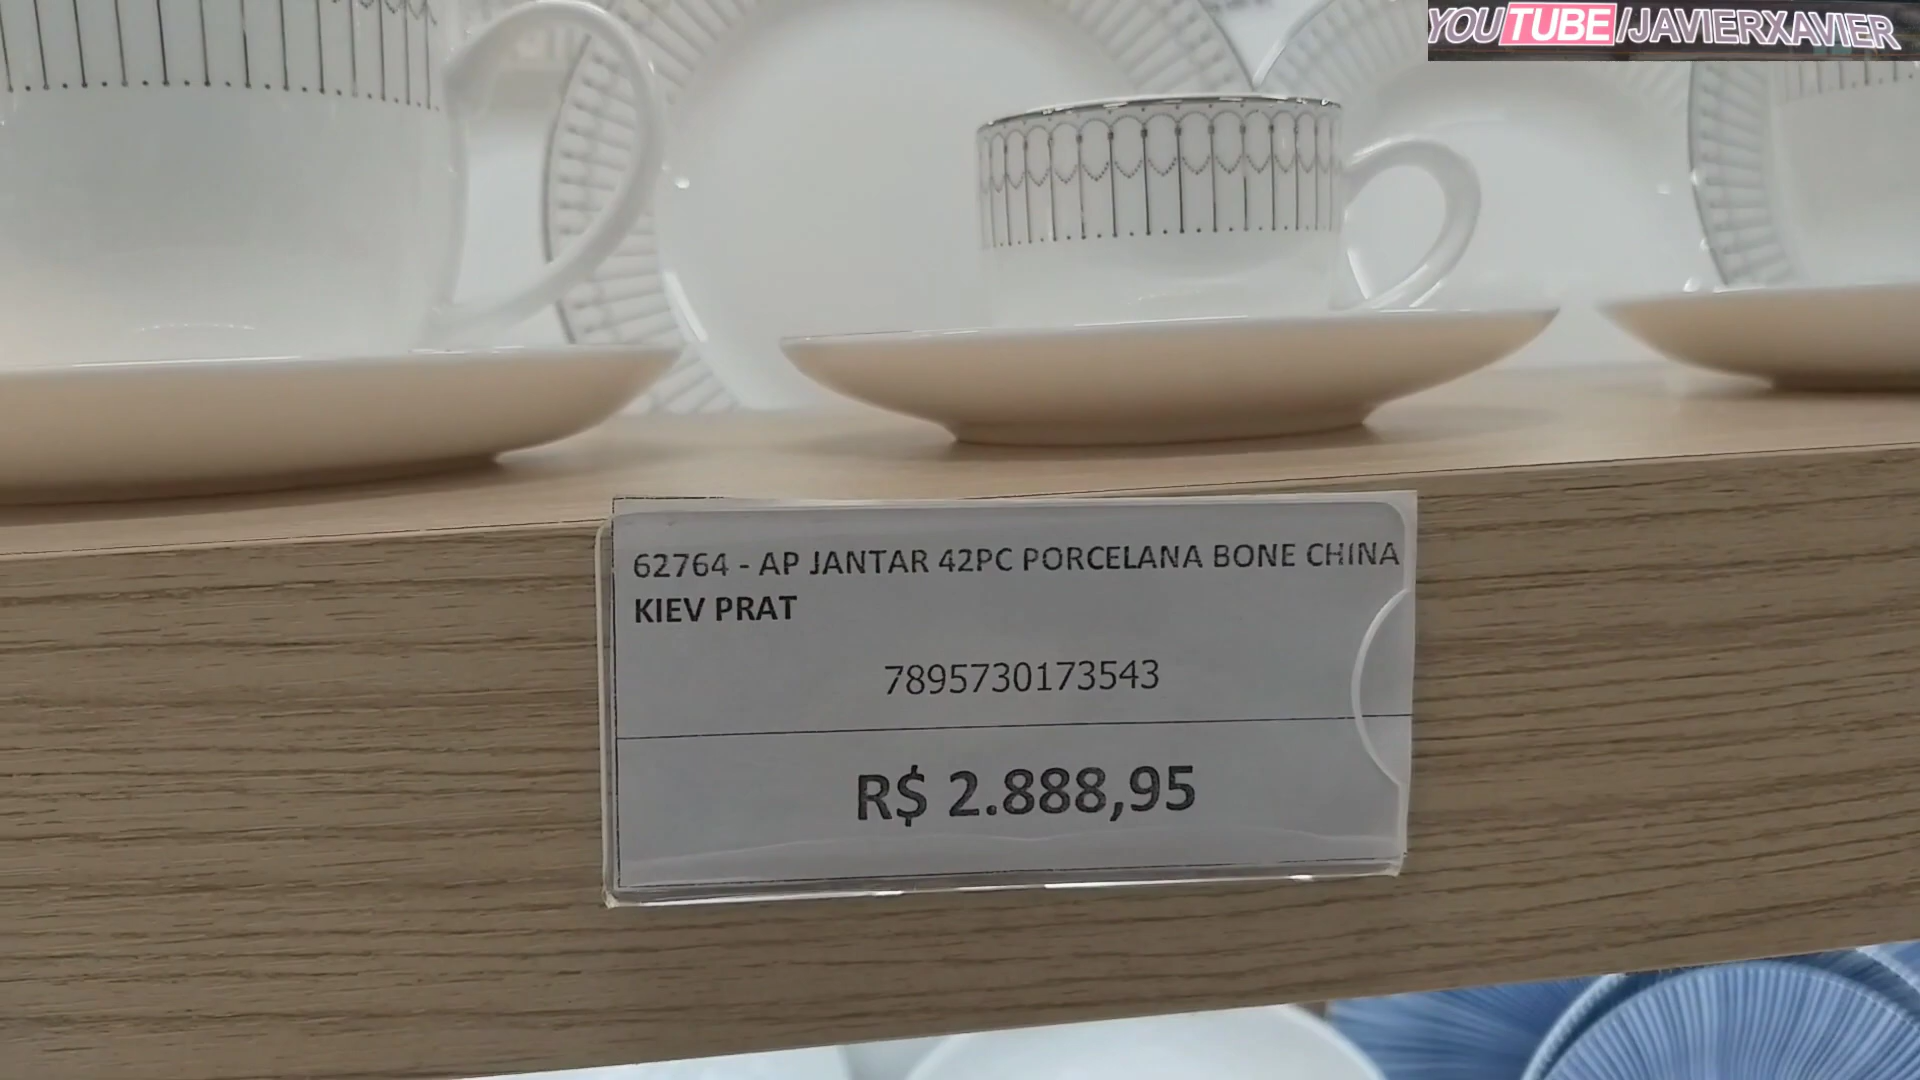 YOUTUBE/JAVIERXAVIER
62764 - AP JANTAR 42PC PORCELANA BONE CHINA
KIEV PRAT
7895730173543
R$ 2.888,95